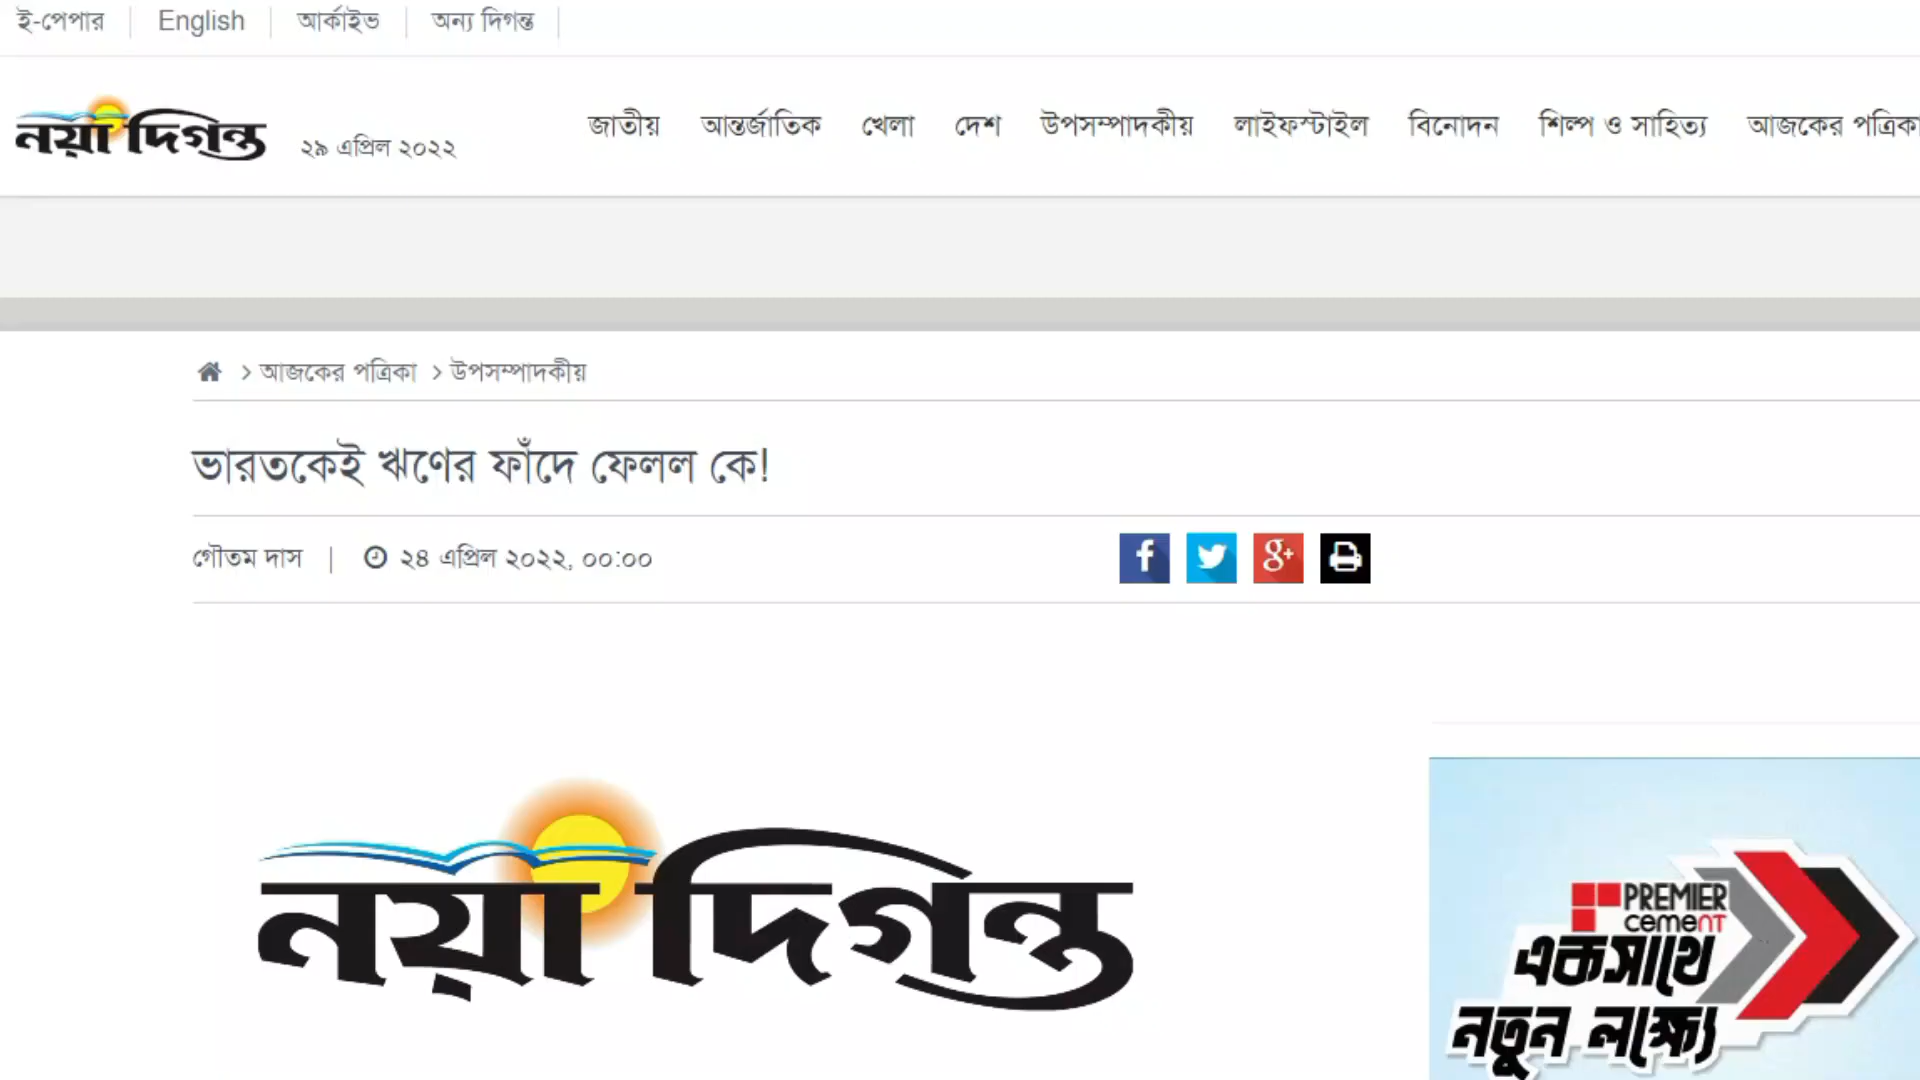 ই-পেপার English আর্কাইভ অন্য দিগন্ত
নয়া দিগন্ত ২৯ এপ্রিল ২০২২ জাতীয় আন্তর্জাতিক খেলা দেশ উপসম্পাদকীয় লাইফস্টাইল বিনোদন শিল্প ও সাহিত্য আজকের পত্রিকা
> আজকের পত্রিকা > উপসম্পাদকীয়
ভারতকেই ঋণের ফাঁদে ফেলল কে!
গৌতম দাস | ২৪ এপ্রিল ২০২২, ০০:০০
নয়া দিগন্ত
PREMIER
cement
একসাথে
নতুন লক্ষ্যে